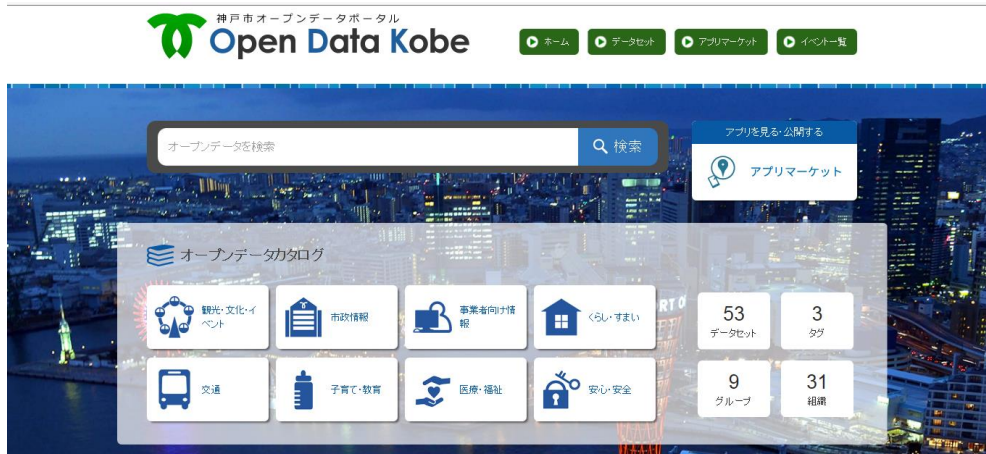 神戸市オープンデータポータル
Open Data Kobe
ホーム
データセット
アプリマーケット
イベント一覧
オープンデータを検索
検索
アプリを見る・公開する
アプリマーケット
オープンデータカタログ
観光・文化・イ
ベント
市政情報
事業者向け情
報
くらし・すまい
53
データセット
3
タグ
交通
子育て・教育
医療・福祉
安心・安全
9
グループ
31
組織